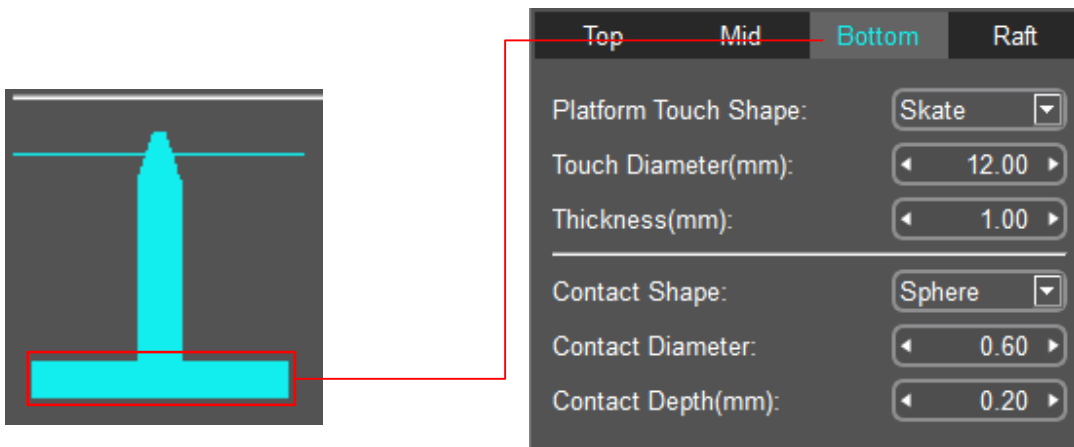 Top Mid Bottom Raft
Platform Touch Shape: Skate
Touch Diameter(mm): 12.00
Thickness(mm): 1.00
Contact Shape: Sphere
Contact Diameter: 0.60
Contact Depth(mm): 0.20